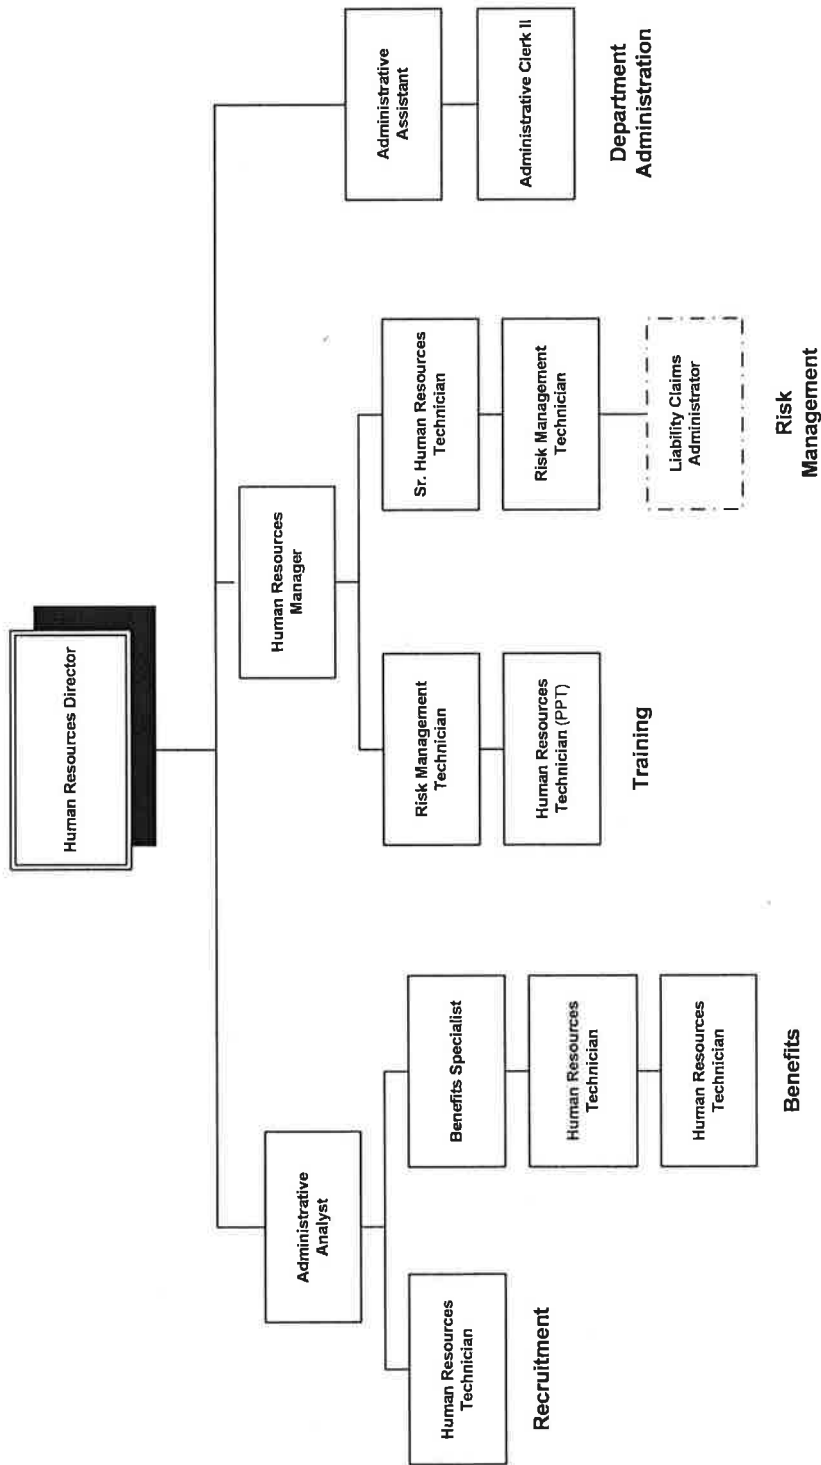 Human Resources Director
Administrative
Analyst
Human Resources
Manager
Administrative
Assistant
Human Resources
Technician
Benefits Specialist
Risk Management
Technician
Sr. Human Resources
Technician
Administrative Clerk II
Human Resources
Technician
Human Resources
Technician (PPT)
Risk Management
Technician
Human Resources
Technician
Liability Claims
Administrator
Recruitment
Benefits
Training
Risk
Management
Department
Administration